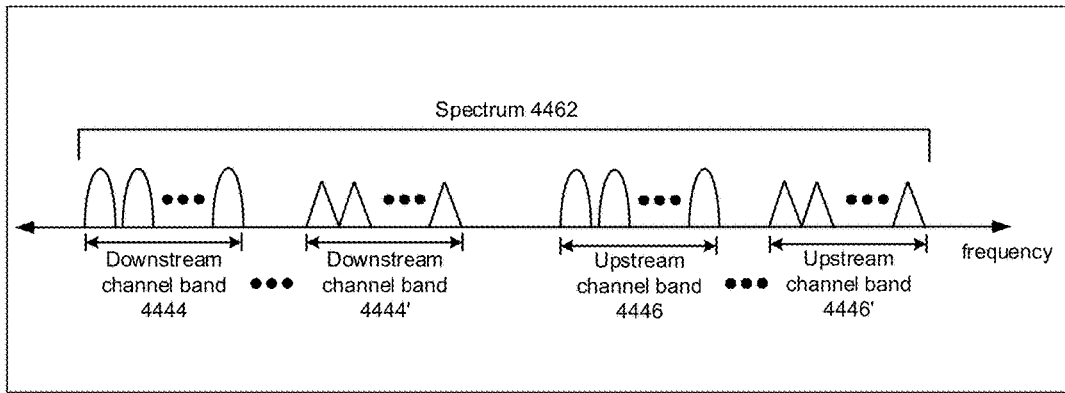 Spectrum 4462
frequency
Downstream
channel band
4444
Downstream
channel band
4444'
Upstream
channel band
4446
Upstream
channel band
4446'